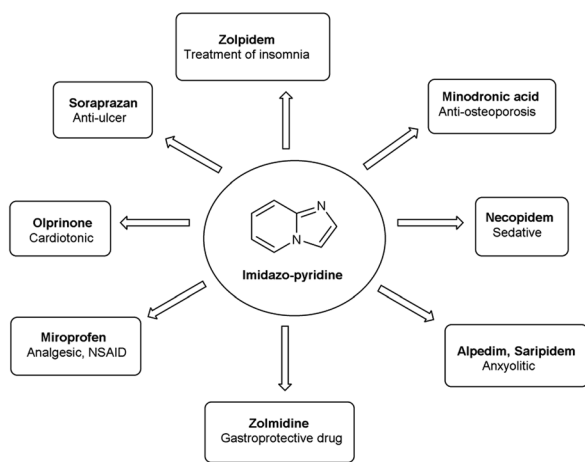 Zolpidem
Treatment of insomnia
Soraprazan
Anti-ulcer
Minodronic acid
Anti-osteoporosis
N
N
Imidazo-pyridine
Olprinone
Cardiotonic
Necopidem
Sedative
Miroprofen
Analgesic, NSAID
Alpedim, Saripidem
Anxyolitic
Zolmidine
Gastroprotective drug